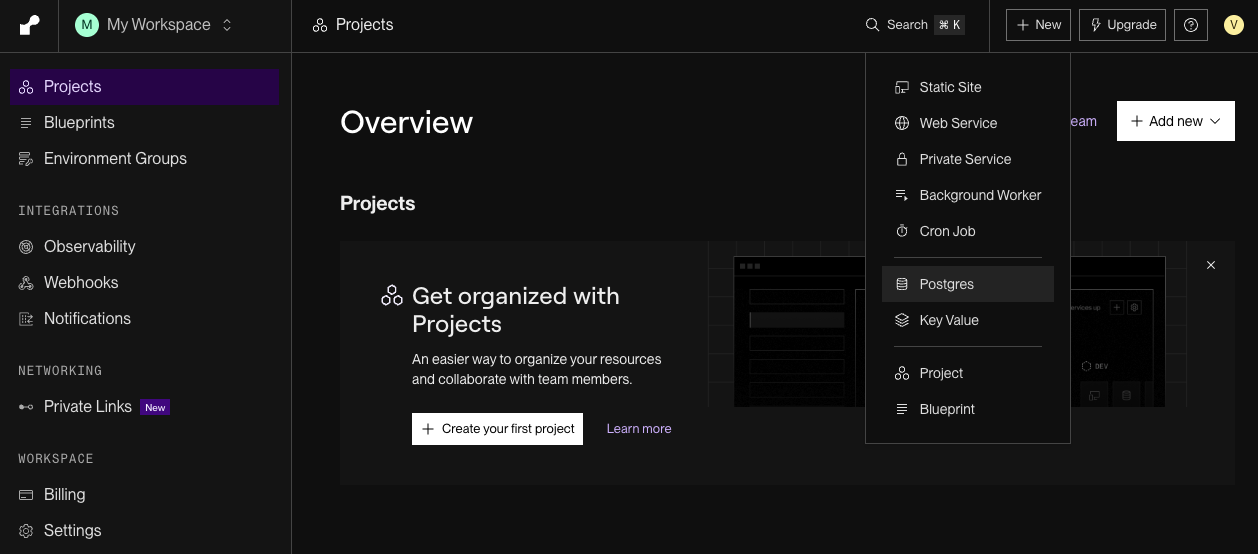 M My Workspace
Projects
Search ⌘ K
+ New
Upgrade
V
Projects
Blueprints
Environment Groups
INTEGRATIONS
Observability
Webhooks
Notifications
NETWORKING
Private Links New
WORKSPACE
Billing
Settings
Overview
+ Add new
Projects
Get organized with
Projects
An easier way to organize your resources
and collaborate with team members.
+ Create your first project
Learn more
Static Site
Web Service
Private Service
Background Worker
Cron Job
Postgres
Key Value
Project
Blueprint
eam
DEV